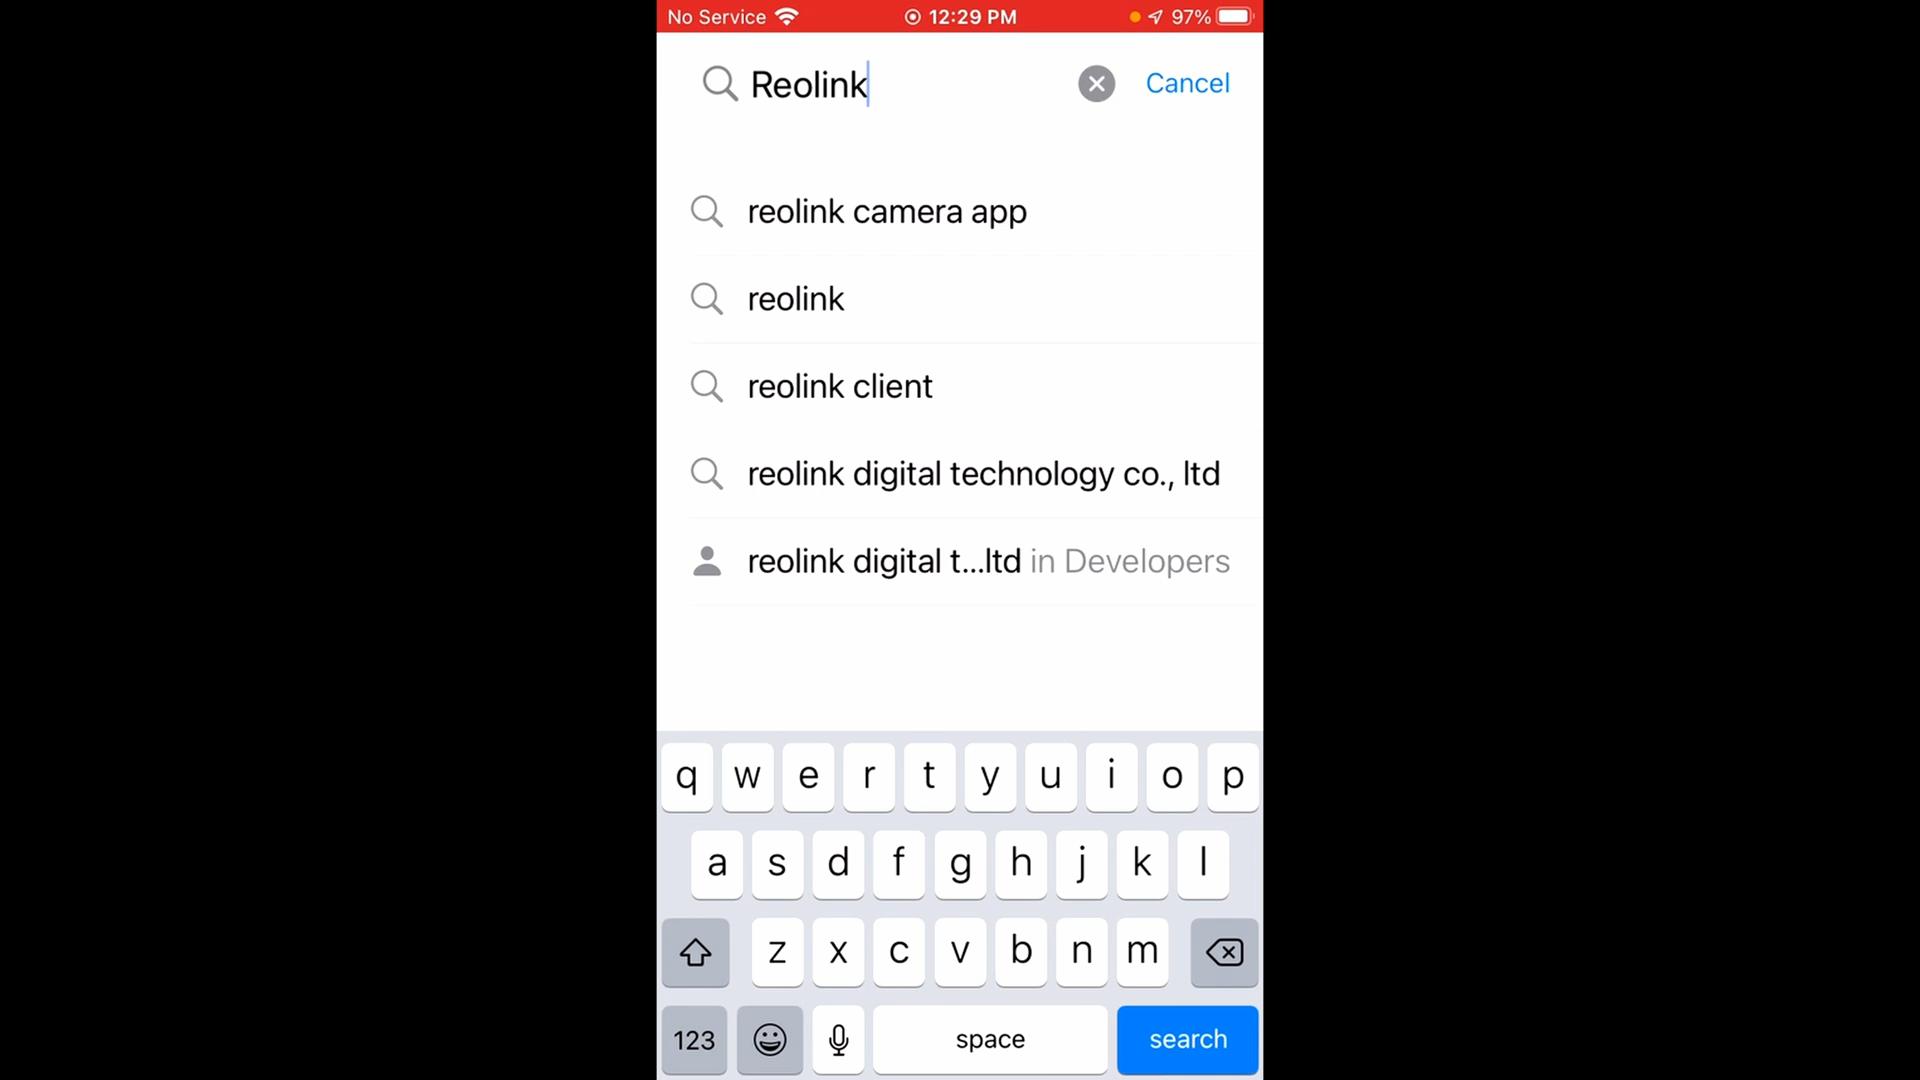 No Service 12:29 PM 97%
Reolink Cancel
reolink camera app
reolink
reolink client
reolink digital technology co., ltd
reolink digital t...ltd in Developers
q w e r t y u i o p
a s d f g h j k l
z x c v b n m
123 space search